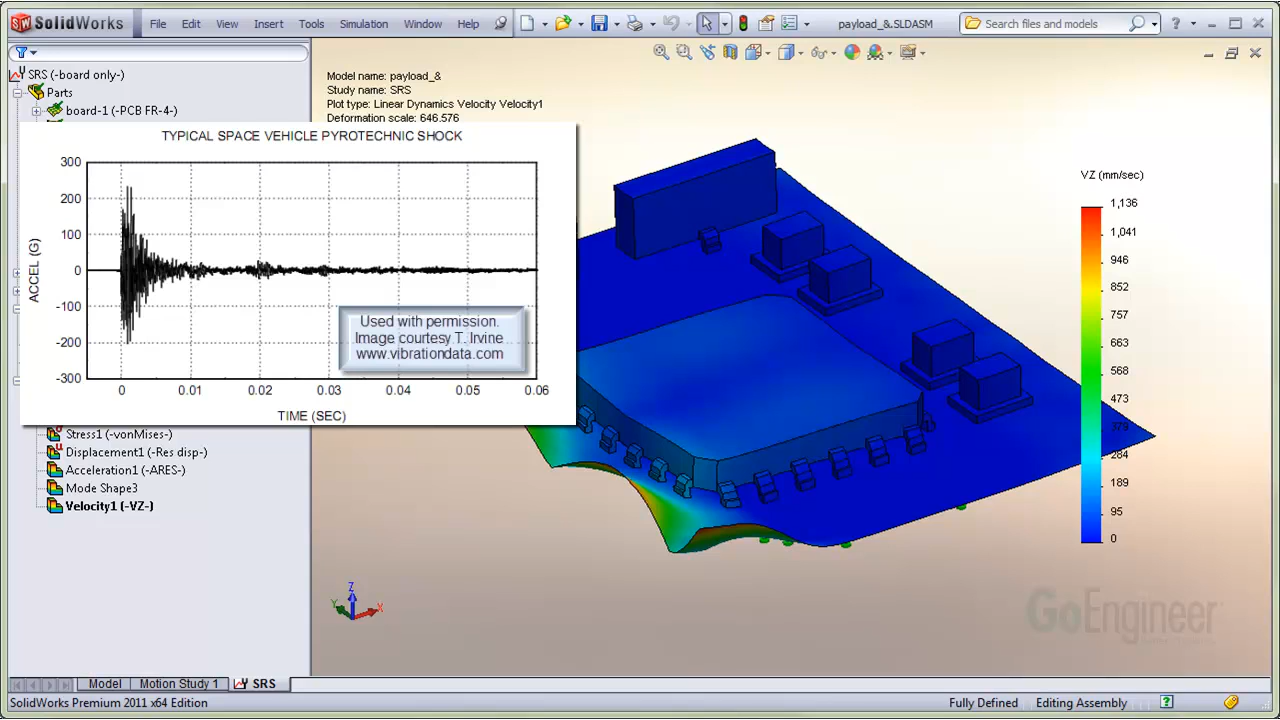 SolidWorks
File Edit View Insert Tools Simulation Window Help
payload_&.SLDASM
Search files and models
SRS (-board only-)
Parts
board-1 (-PCB FR-4-)
Model name: payload_&
Study name: SRS
Plot type: Linear Dynamics Velocity Velocity1
Deformation scale: 646.576
TYPICAL SPACE VEHICLE PYROTECHNIC SHOCK
300
200
100
0
-100
-200
-300
ACCEL (G)
0 0.01 0.02 0.03 0.04 0.05 0.06
TIME (SEC)
Used with permission.
Image courtesy T. Irvine
www.vibrationdata.com
VZ (mm/sec)
1,136
1,041
946
852
757
663
568
473
379
284
189
95
0
Stress1 (-vonMises-)
Displacement1 (-Res disp-)
Acceleration1 (-ARES-)
Mode Shape3
Velocity1 (-VZ-)
Z
Y
X
GoEngineer
Model Motion Study 1 SRS
SolidWorks Premium 2011 x64 Edition
Fully Defined Editing Assembly